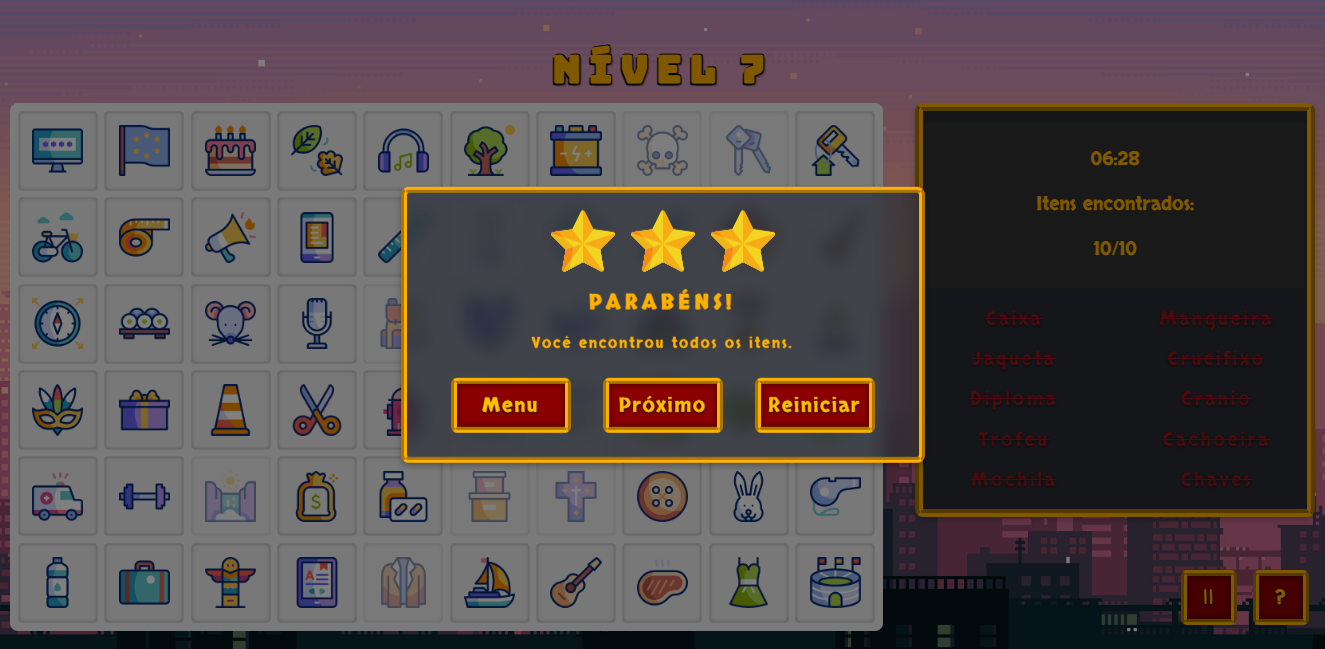 NÍVEL 7
06:28
Itens encontrados:
10/10
Caixa
Manqueira
Jaqueta
Crucifixo
Diploma
Cranio
Trofeu
Cachoeira
Mochila
Chaves
PARABÉNS!
Você encontrou todos os itens.
Menu
Próximo
Reiniciar
?